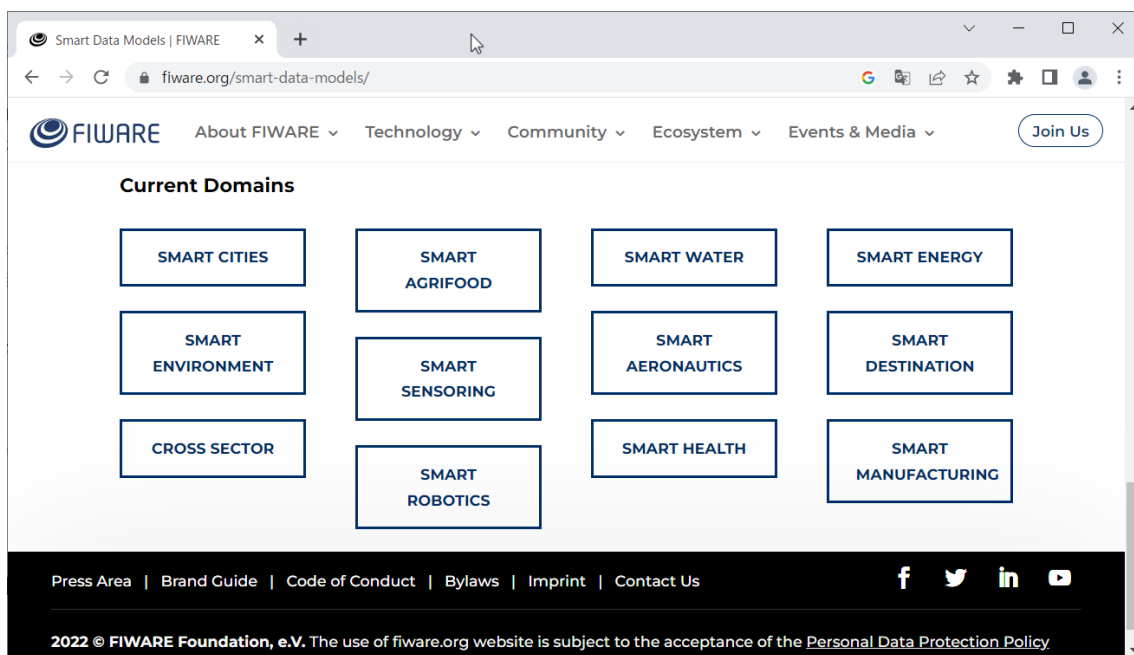 Smart Data Models | FIWARE
fiware.org/smart-data-models/
FIWARE
About FIWARE
Technology
Community
Ecosystem
Events & Media
Join Us
Current Domains
SMART CITIES
SMART
AGRIFOOD
SMART WATER
SMART ENERGY
SMART
ENVIRONMENT
SMART
SENSORING
SMART
AERONAUTICS
SMART
DESTINATION
CROSS SECTOR
SMART
ROBOTICS
SMART HEALTH
SMART
MANUFACTURING
Press Area | Brand Guide | Code of Conduct | Bylaws | Imprint | Contact Us
2022 © FIWARE Foundation, e.V. The use of fiware.org website is subject to the acceptance of the Personal Data Protection Policy